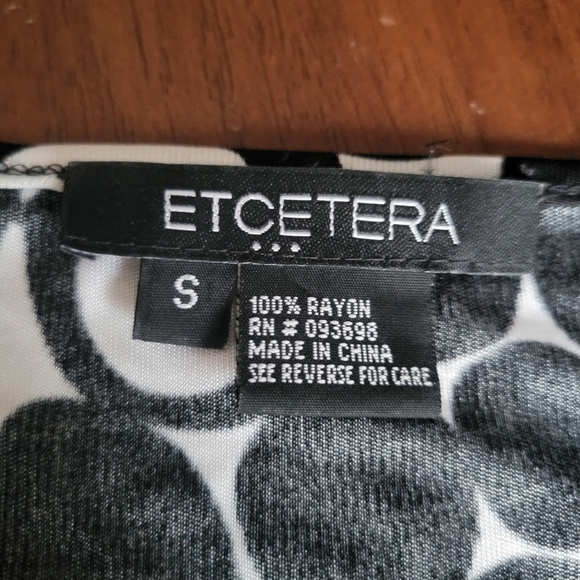 ETCETERA
...
S
100% RAYON
RN # 093698
MADE IN CHINA
SEE REVERSE FOR CARE